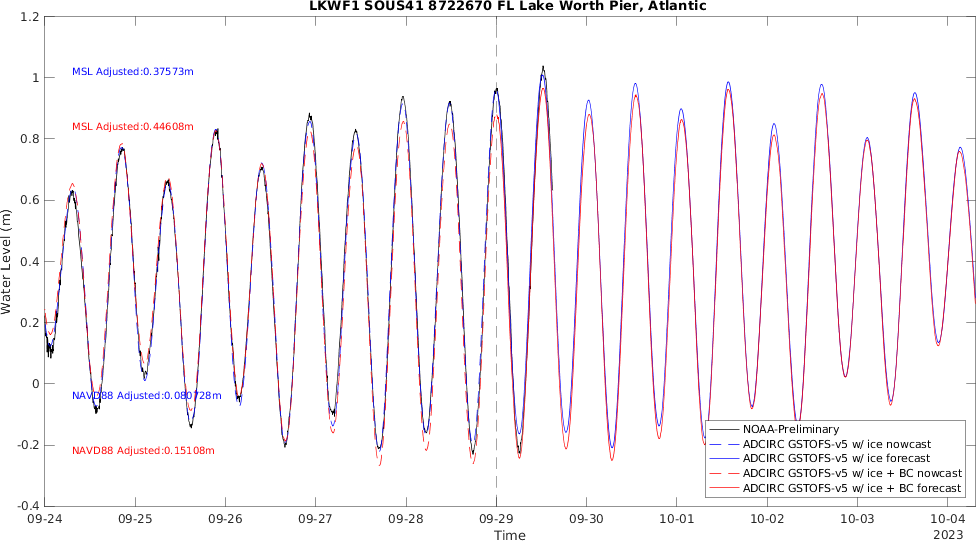 LKWF1 SOUS41 8722670 FL Lake Worth Pier, Atlantic
1.2
1
0.8
0.6
0.4
0.2
0
-0.2
-0.4
Water Level (m)
MSL Adjusted:0.37573m
MSL Adjusted:0.44608m
NAVD88 Adjusted:0.080728m
NAVD88 Adjusted:0.15108m
NOAA-Preliminary
ADCIRC GSTOFS-v5 w/ ice nowcast
ADCIRC GSTOFS-v5 w/ ice forecast
ADCIRC GSTOFS-v5 w/ ice + BC nowcast
ADCIRC GSTOFS-v5 w/ ice + BC forecast
09-24 09-25 09-26 09-27 09-28 09-29 09-30 10-01 10-02 10-03 10-04
2023
Time